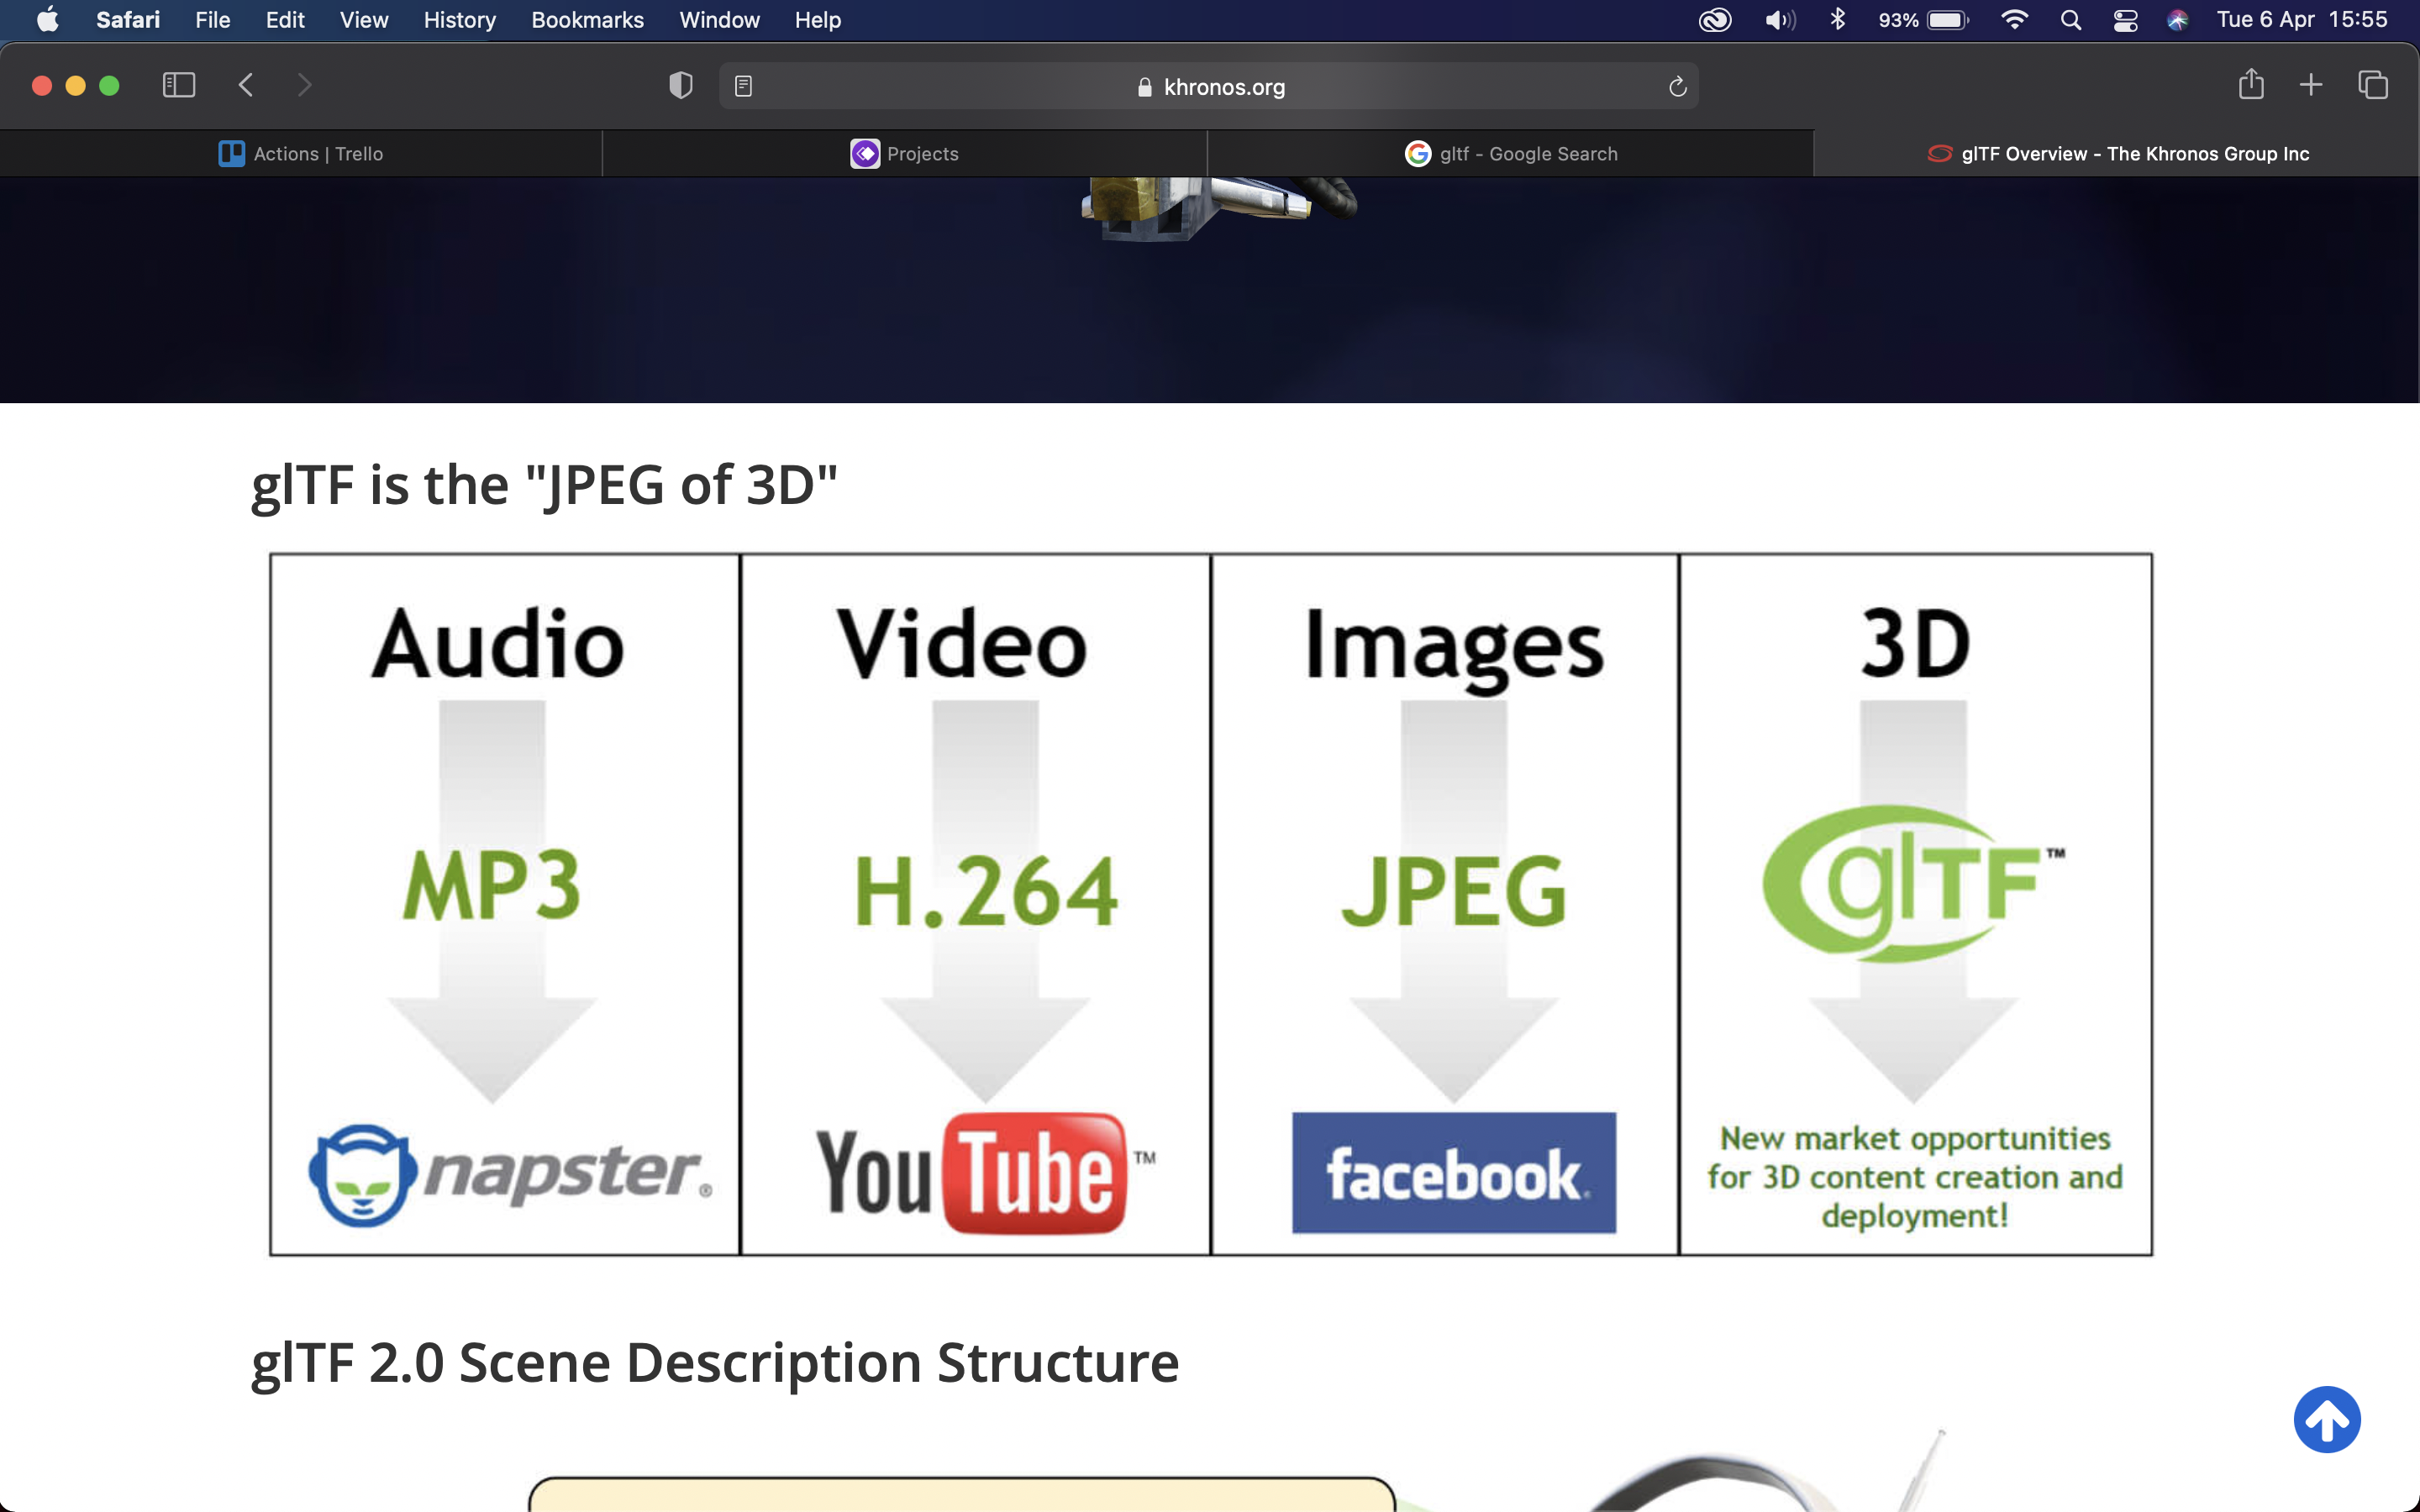 Safari File Edit View History Bookmarks Window Help 93% Tue 6 Apr 15:55
khronos.org
Actions | Trello Projects gltf - Google Search glTF Overview - The Khronos Group Inc
glTF is the "JPEG of 3D"
Audio Video Images 3D
MP3 H.264 JPEG glTF™
napster® YouTube™ facebook® New market opportunities
for 3D content creation and
deployment!
glTF 2.0 Scene Description Structure